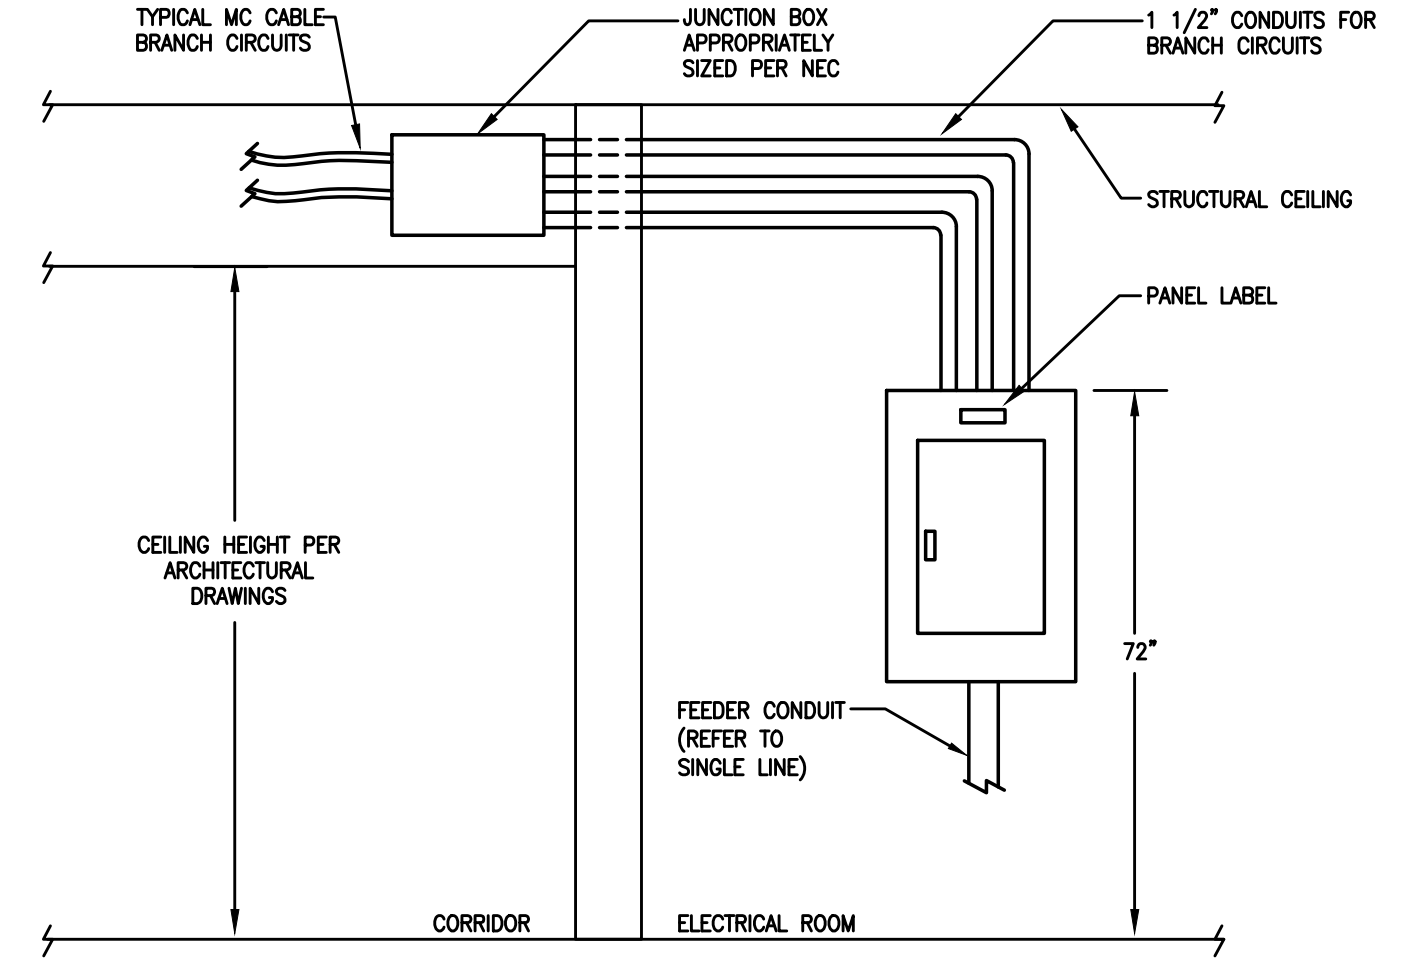 TYPICAL MC CABLE
BRANCH CIRCUITS
JUNCTION BOX
APPROPRIATELY
SIZED PER NEC
1 1/2" CONDUITS FOR
BRANCH CIRCUITS
STRUCTURAL CEILING
PANEL LABEL
CEILING HEIGHT PER
ARCHITECTURAL
DRAWINGS
72"
FEEDER CONDUIT
(REFER TO
SINGLE LINE)
CORRIDOR
ELECTRICAL ROOM